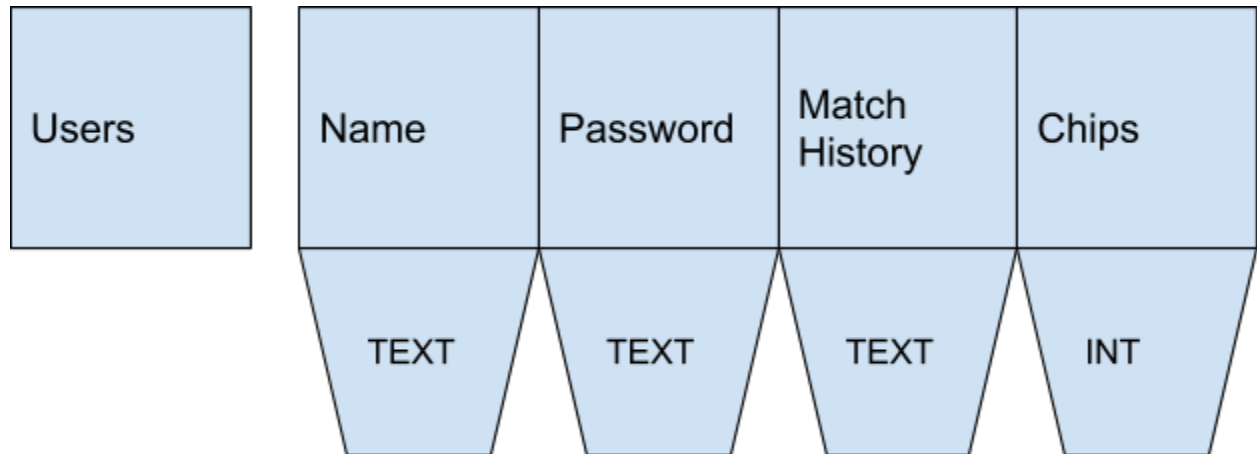 Users
Name
Password
Match
History
Chips
TEXT
TEXT
TEXT
INT